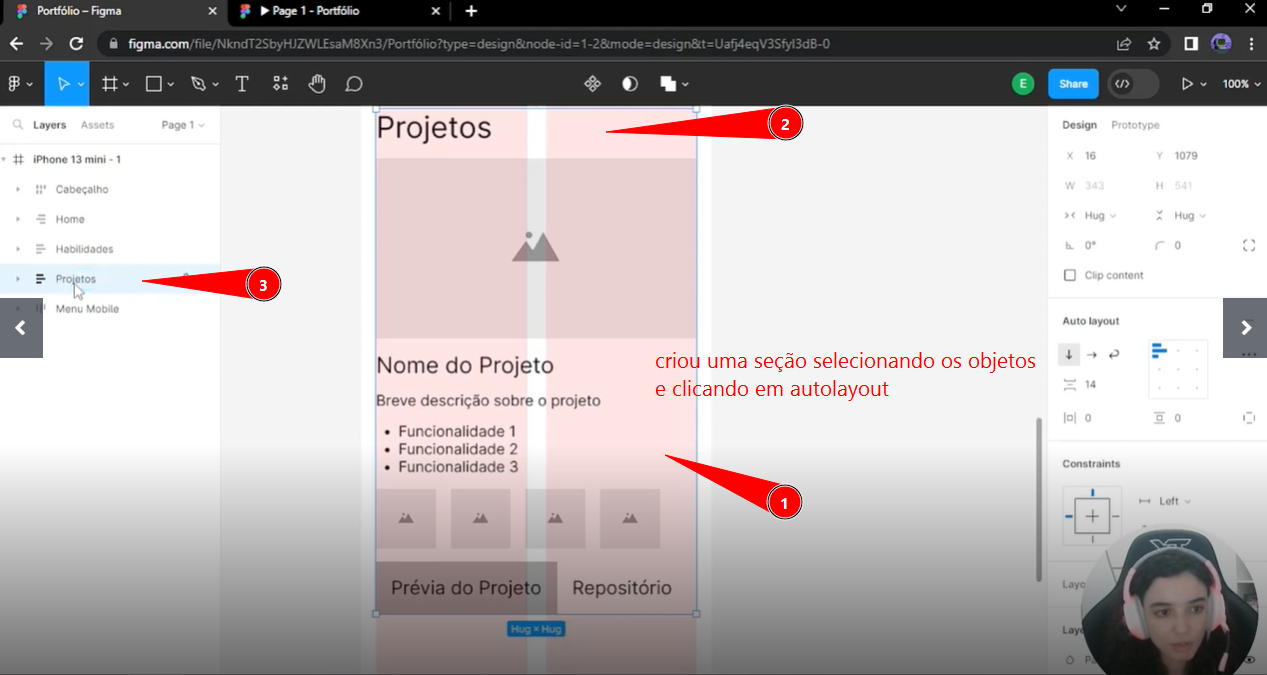 Portfólio – Figma
Page 1 - Portfólio
figma.com/file/NkndT2SbyHJZWLEsaM8Xn3/Portfólio?type=design&node-id=1-2&mode=design&t=Uafj4eqV3SfyI3dB-0
E
Share
100%
Layers
Assets
Page 1
iPhone 13 mini - 1
Cabeçalho
Home
Habilidades
Projetos
Menu Mobile
3
Projetos
2
Nome do Projeto
Breve descrição sobre o projeto
• Funcionalidade 1
• Funcionalidade 2
• Funcionalidade 3
Prévia do Projeto
Repositório
Hug × Hug
criou uma seção selecionando os objetos
e clicando em autolayout
1
Design
Prototype
X 16
Y 1079
W 343
H 541
Hug
Hug
0°
0
Clip content
Auto layout
14
0
0
Constraints
Left